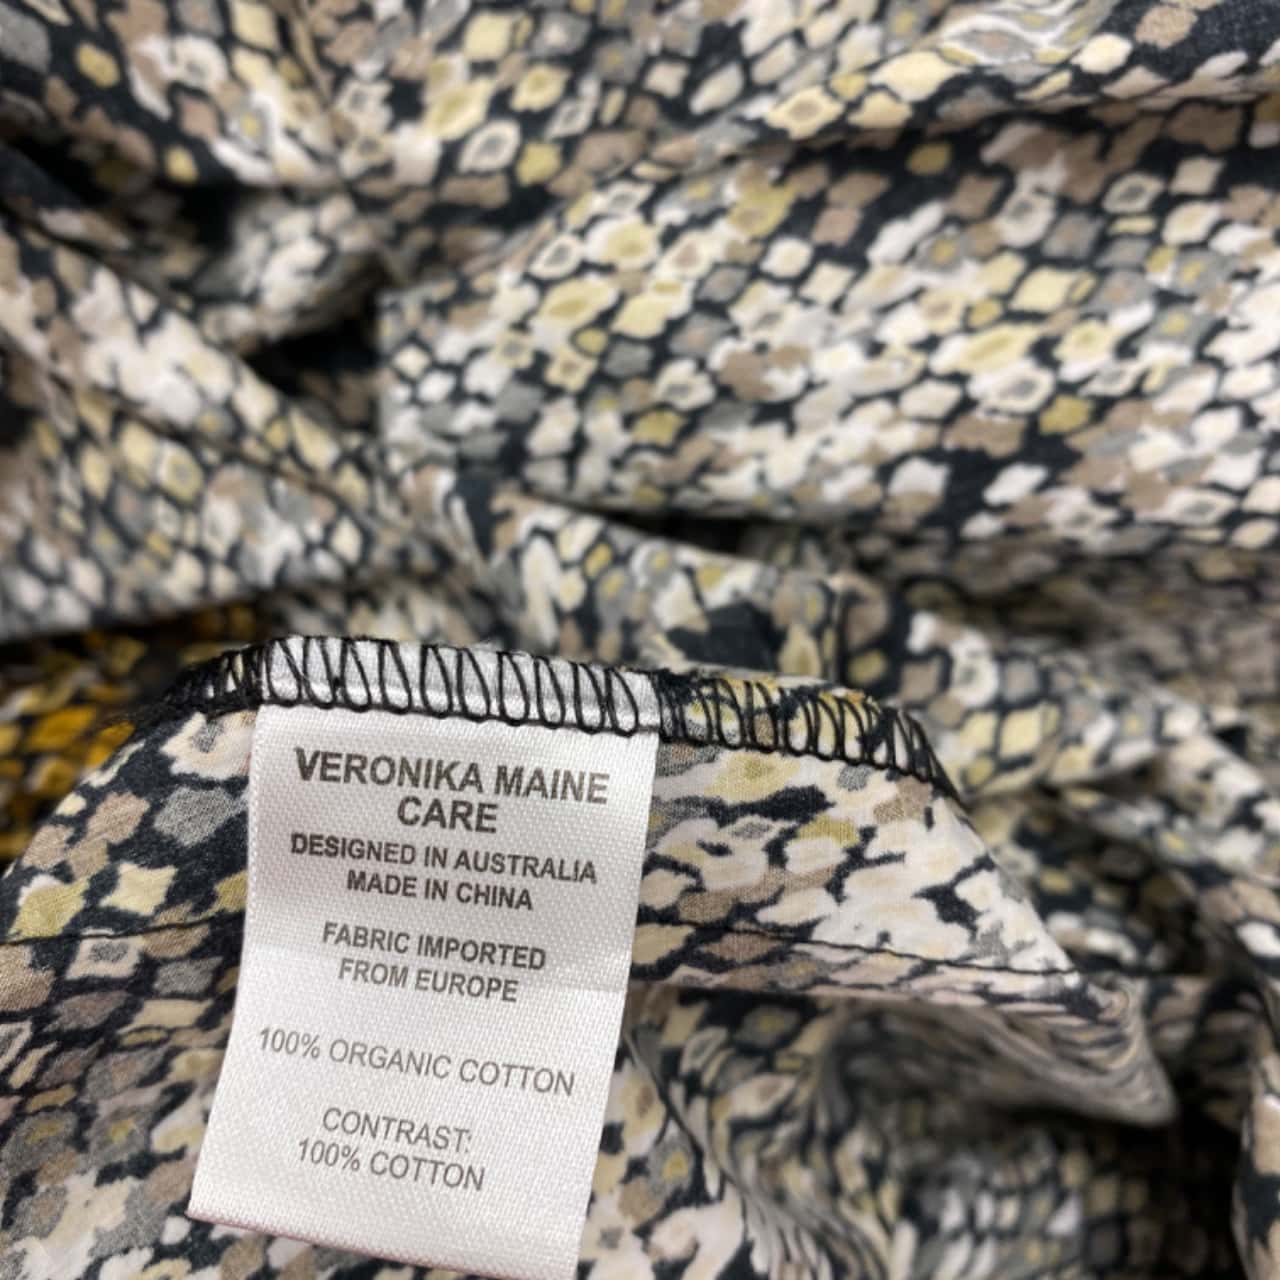 VERONIKA MAINE
CARE
DESIGNED IN AUSTRALIA
MADE IN CHINA
FABRIC IMPORTED
FROM EUROPE
100% ORGANIC COTTON
CONTRAST:
100% COTTON